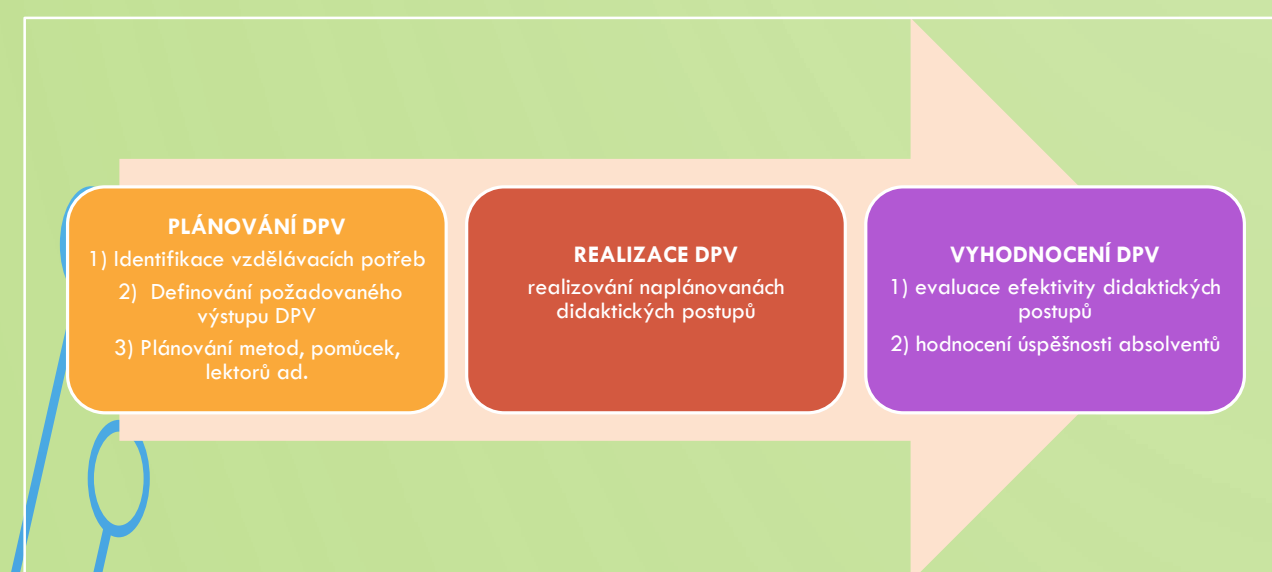 PLÁNOVÁNÍ DPV
1) Identifikace vzdělávacích potřeb
2) Definování požadovaného
výstupu DPV
3) Plánování metod, pomůcek,
lektorů ad.
REALIZACE DPV
realizování naplánovanách
didaktických postupů
VYHODNOCENÍ DPV
1) evaluace efektivity didaktických
postupů
2) hodnocení úspěšnosti absolventů